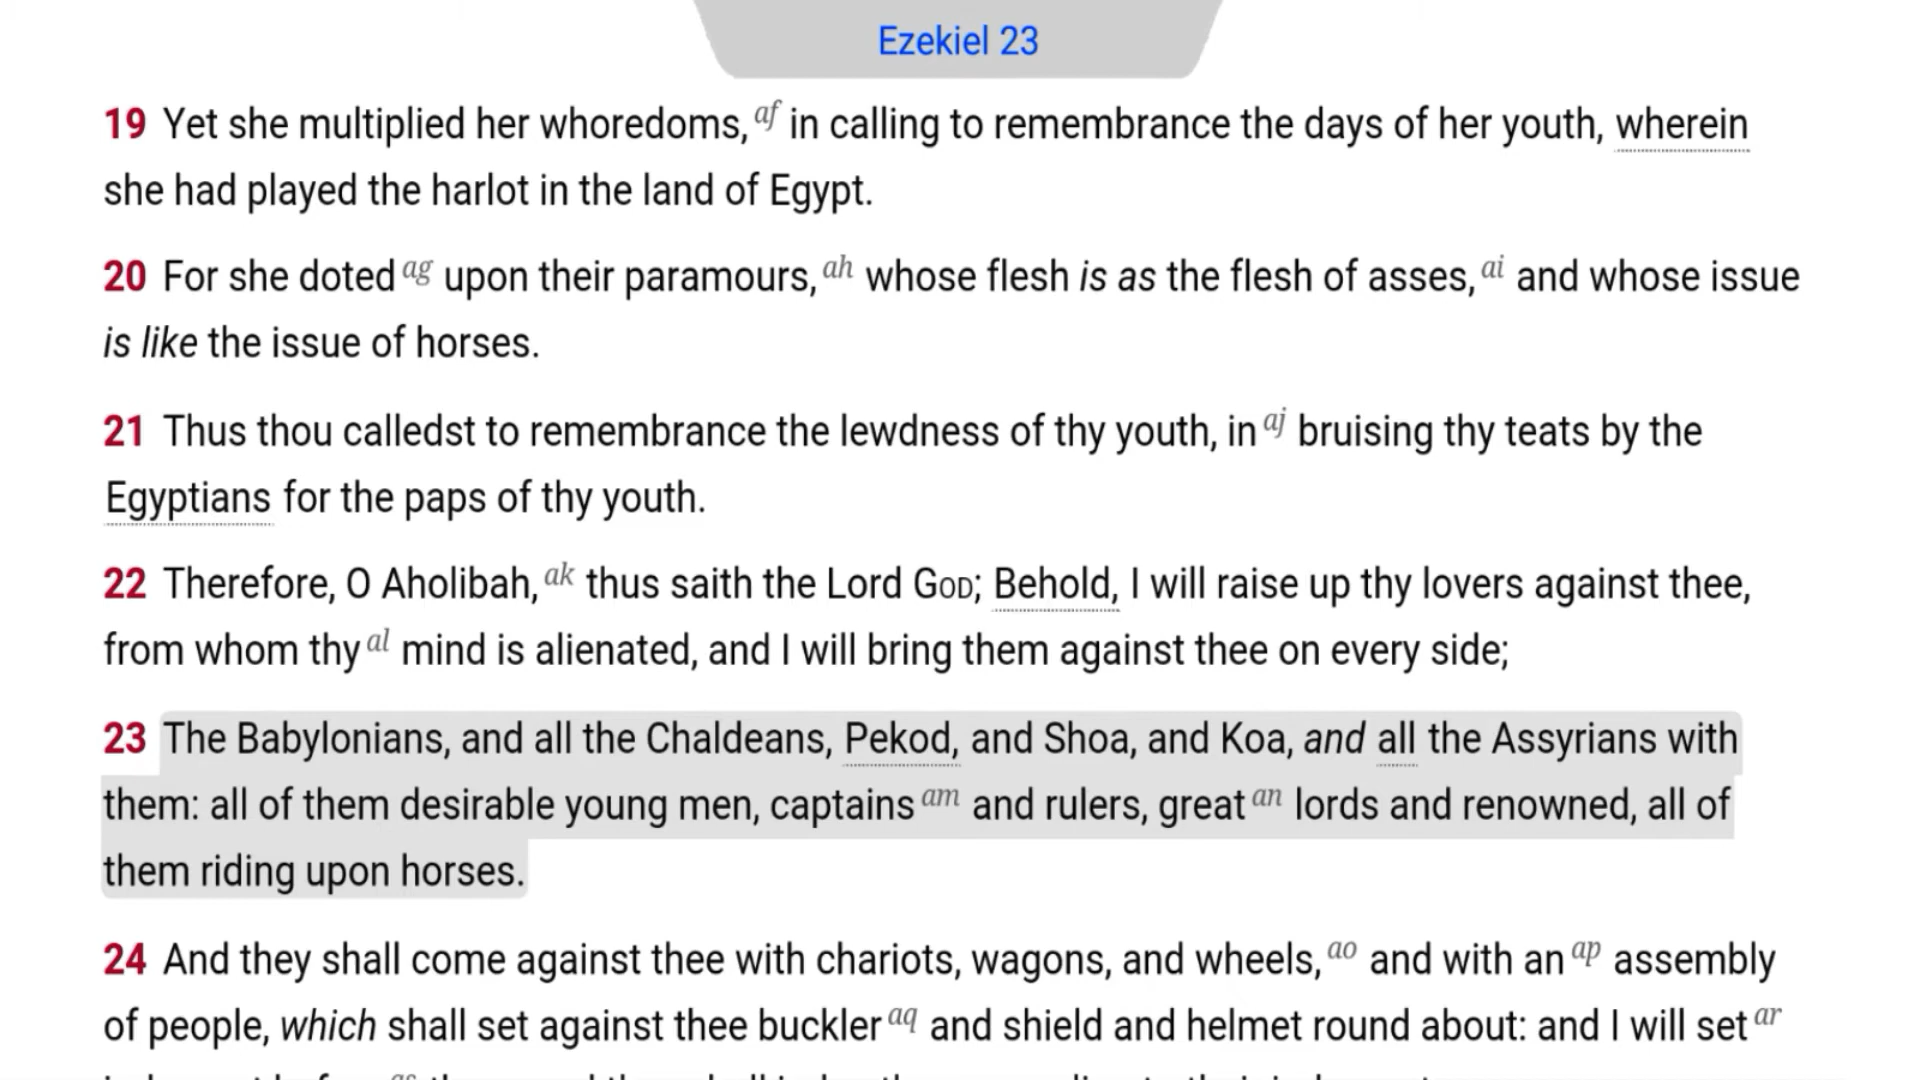 Ezekiel 23
19 Yet she multiplied her whoredoms, af in calling to remembrance the days of her youth, wherein
she had played the harlot in the land of Egypt.
20 For she doted ag upon their paramours, ah whose flesh is as the flesh of asses, ai and whose issue
is like the issue of horses.
21 Thus thou calledst to remembrance the lewdness of thy youth, in aj bruising thy teats by the
Egyptians for the paps of thy youth.
22 Therefore, O Aholibah, ak thus saith the Lord GOD; Behold, I will raise up thy lovers against thee,
from whom thy al mind is alienated, and I will bring them against thee on every side;
23 The Babylonians, and all the Chaldeans, Pekod, and Shoa, and Koa, and all the Assyrians with
them: all of them desirable young men, captains am and rulers, great an lords and renowned, all of
them riding upon horses.
24 And they shall come against thee with chariots, wagons, and wheels, ao and with an ap assembly
of people, which shall set against thee buckler aq and shield and helmet round about: and I will set ar